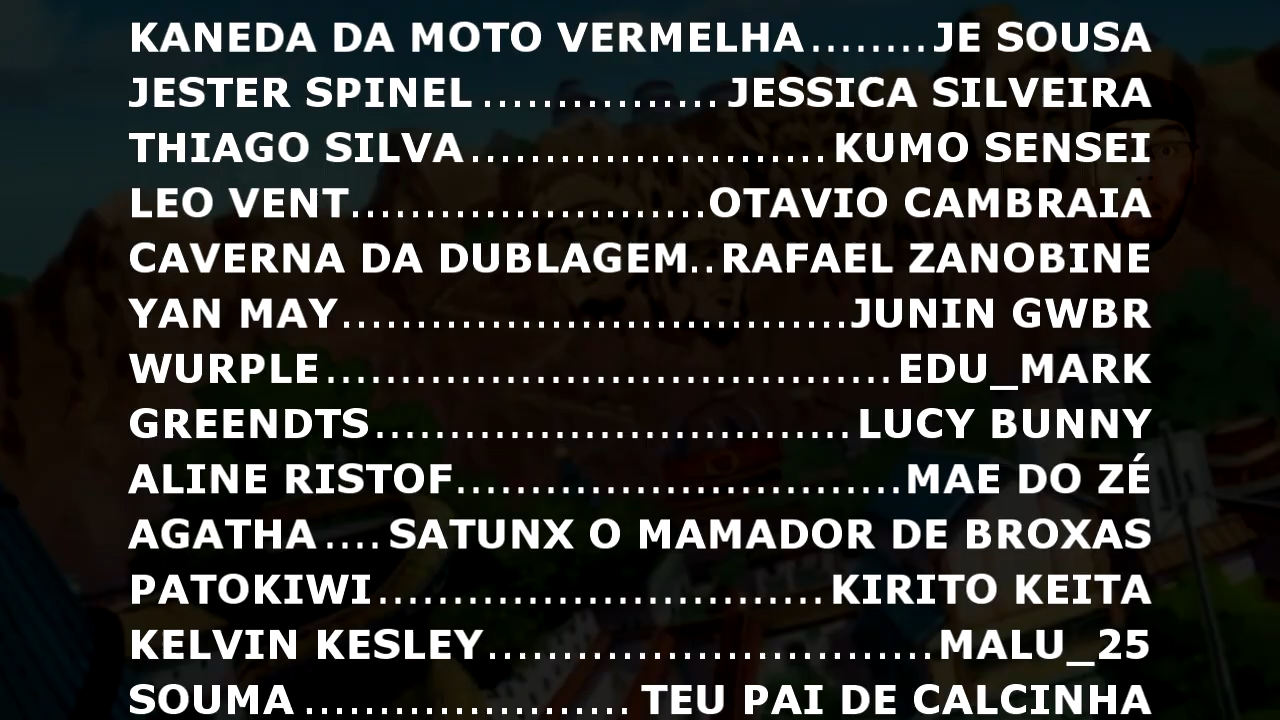 KANEDA DA MOTO VERMELHA........JE SOUSA
JESTER SPINEL ................ JESSICA SILVEIRA
THIAGO SILVA........................ KUMO SENSEI
LEO VENT........................OTAVIO CAMBRAIA
CAVERNA DA DUBLAGEM..RAFAEL ZANOBINE
YAN MAY..................................JUNIN GWBR
WURPLE...................................... EDU_MARK
GREENDTS................................ LUCY BUNNY
ALINE RISTOF..............................MAE DO ZÉ
AGATHA .... SATUNX O MAMADOR DE BROXAS
PATOKIWI.............................. KIRITO KEITA
KELVIN KESLEY..............................MALU_25
SOUMA ...................... TEU PAI DE CALCINHA